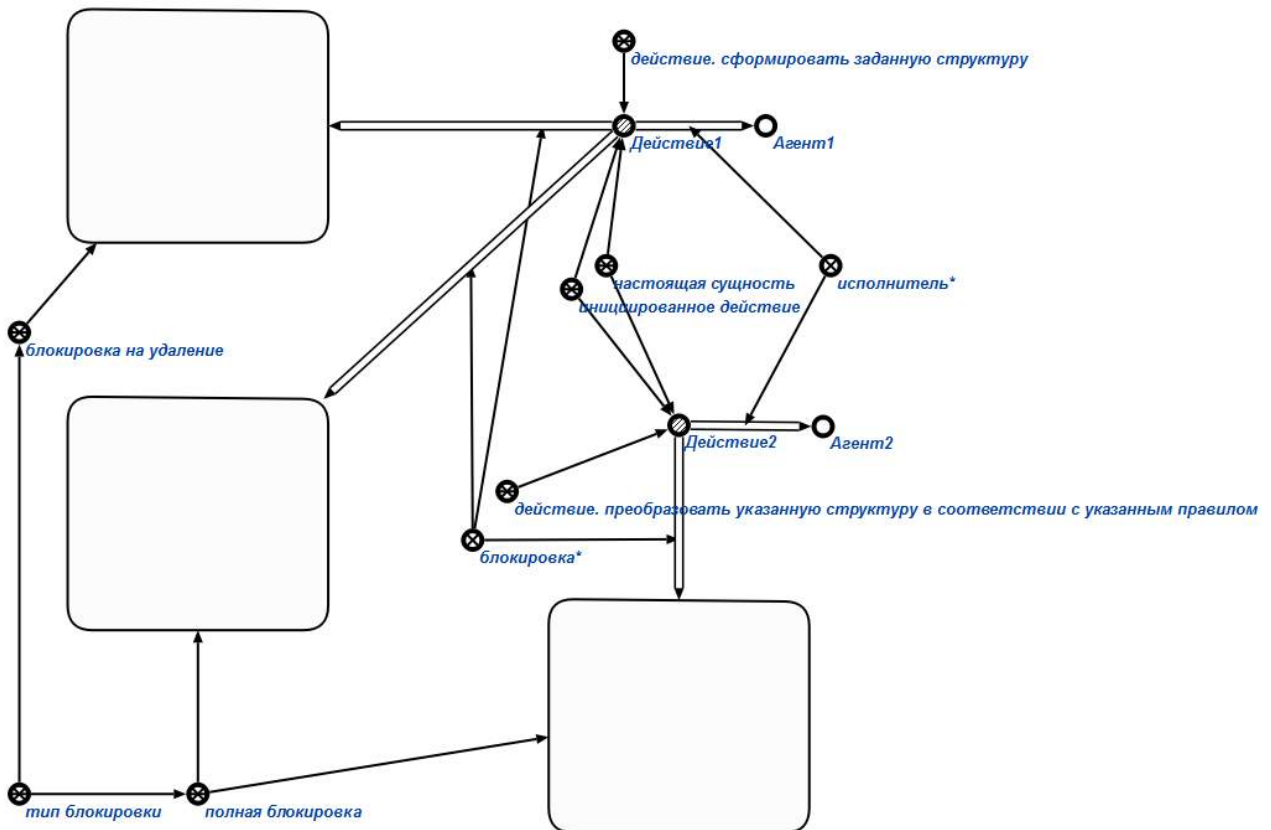 действие. сформировать заданную структуру
Действие1
Агент1
настоящая сущность
исполнитель*
инициированное действие
блокировка на удаление
Действие2
Агент2
действие. преобразовать указанную структуру в соответствии с указанным правилом
блокировка*
тип блокировки
полная блокировка